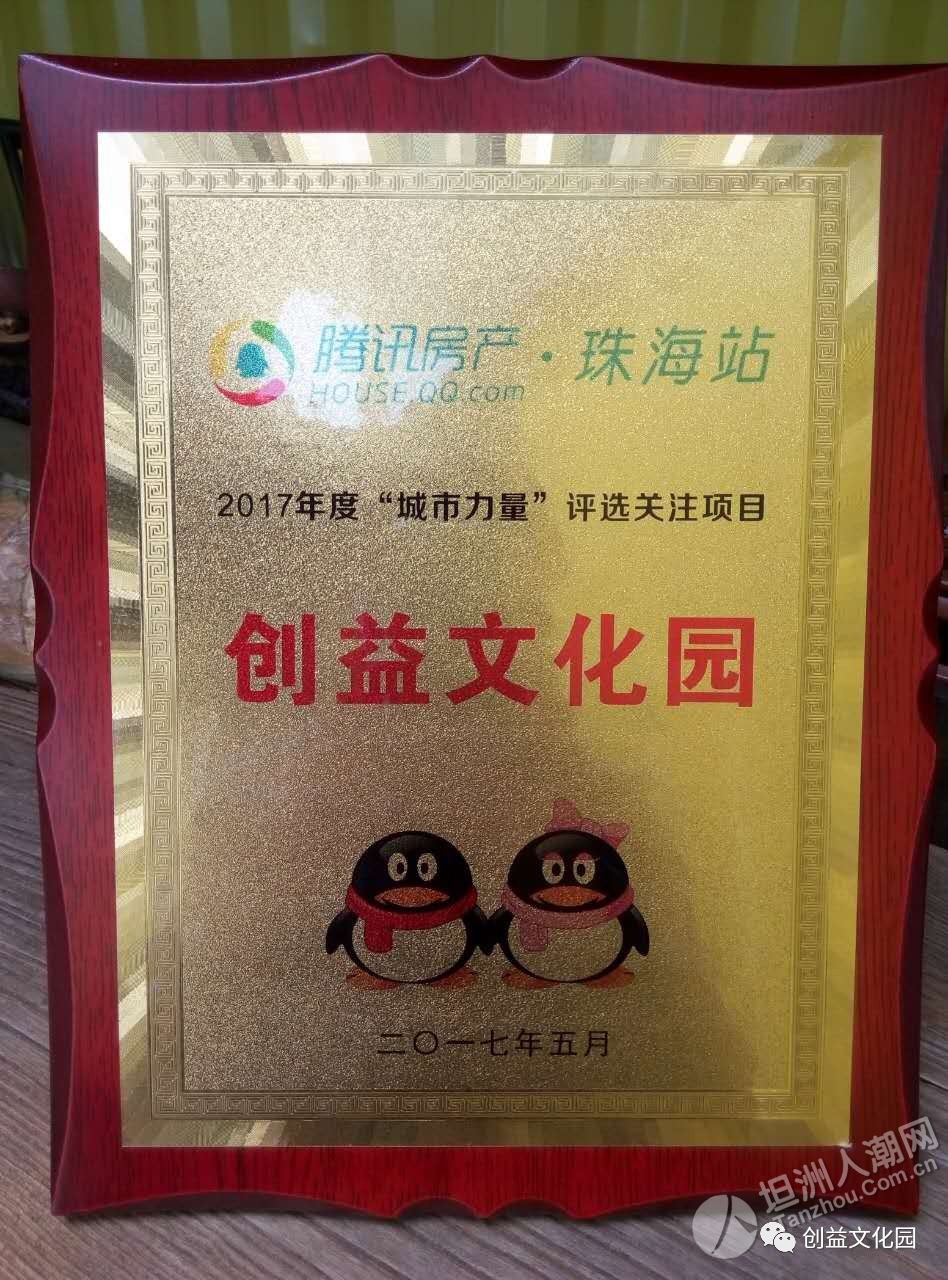 腾讯房产·珠海站
HOUSE.QQ.com
2017年度“城市力量”评选关注项目
创益文化园
二〇一七年五月
坦洲人潮网
Tanzhou.Com.cn
创益文化园